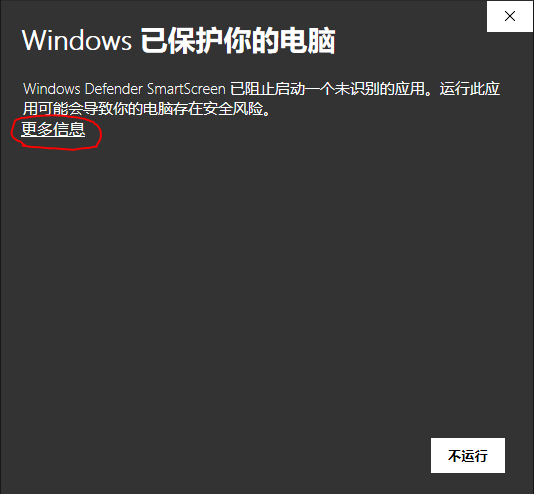 Windows 已保护你的电脑
Windows Defender SmartScreen 已阻止启动一个未识别的应用。运行此应
用可能会导致你的电脑存在安全风险。
更多信息
不运行